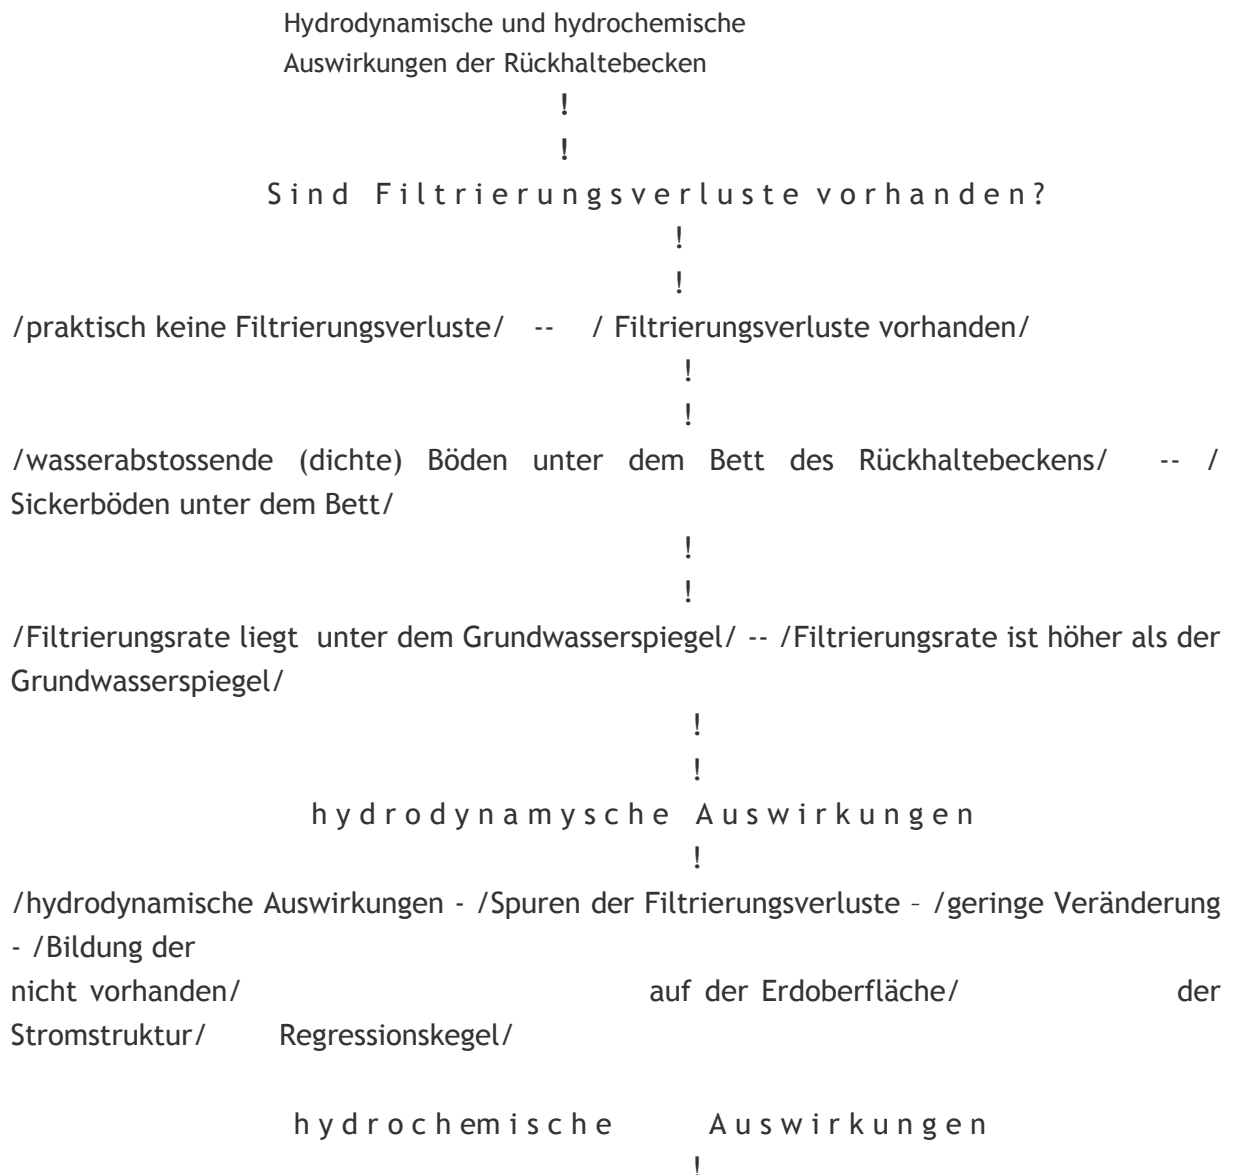 Hydrodynamische und hydrochemische
Auswirkungen der Rückhaltebecken
!
!
S i n d F i l t r i e r u n g s v e r l u s t e v o r h a n d e n ?
!
!
/praktisch keine Filtrierungsverluste/ -- / Filtrierungsverluste vorhanden/
!
!
/wasserabstossende (dichte) Böden unter dem Bett des Rückhaltebeckens/ -- /
Sickerböden unter dem Bett/
!
!
/Filtrierungsrate liegt unter dem Grundwasserspiegel/ -- /Filtrierungsrate ist höher als der
Grundwasserspiegel/
!
!
h y d r o d y n a m y s c h e A u s w i r k u n g e n
!
/hydrodynamische Auswirkungen - /Spuren der Filtrierungsverluste – /geringe Veränderung
- /Bildung der
nicht vorhanden/ auf der Erdoberfläche/ der
Stromstruktur/ Regressionskegel/
h y d r o c h em i s c h e A u s w i r k u n g e n
!